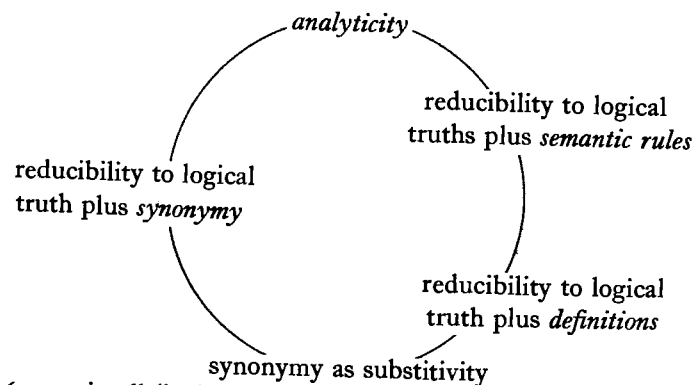 analyticity
reducibility to logical
truths plus semantic rules
reducibility to logical
truth plus synonymy
reducibility to logical
truth plus definitions
synonymy as substitivity